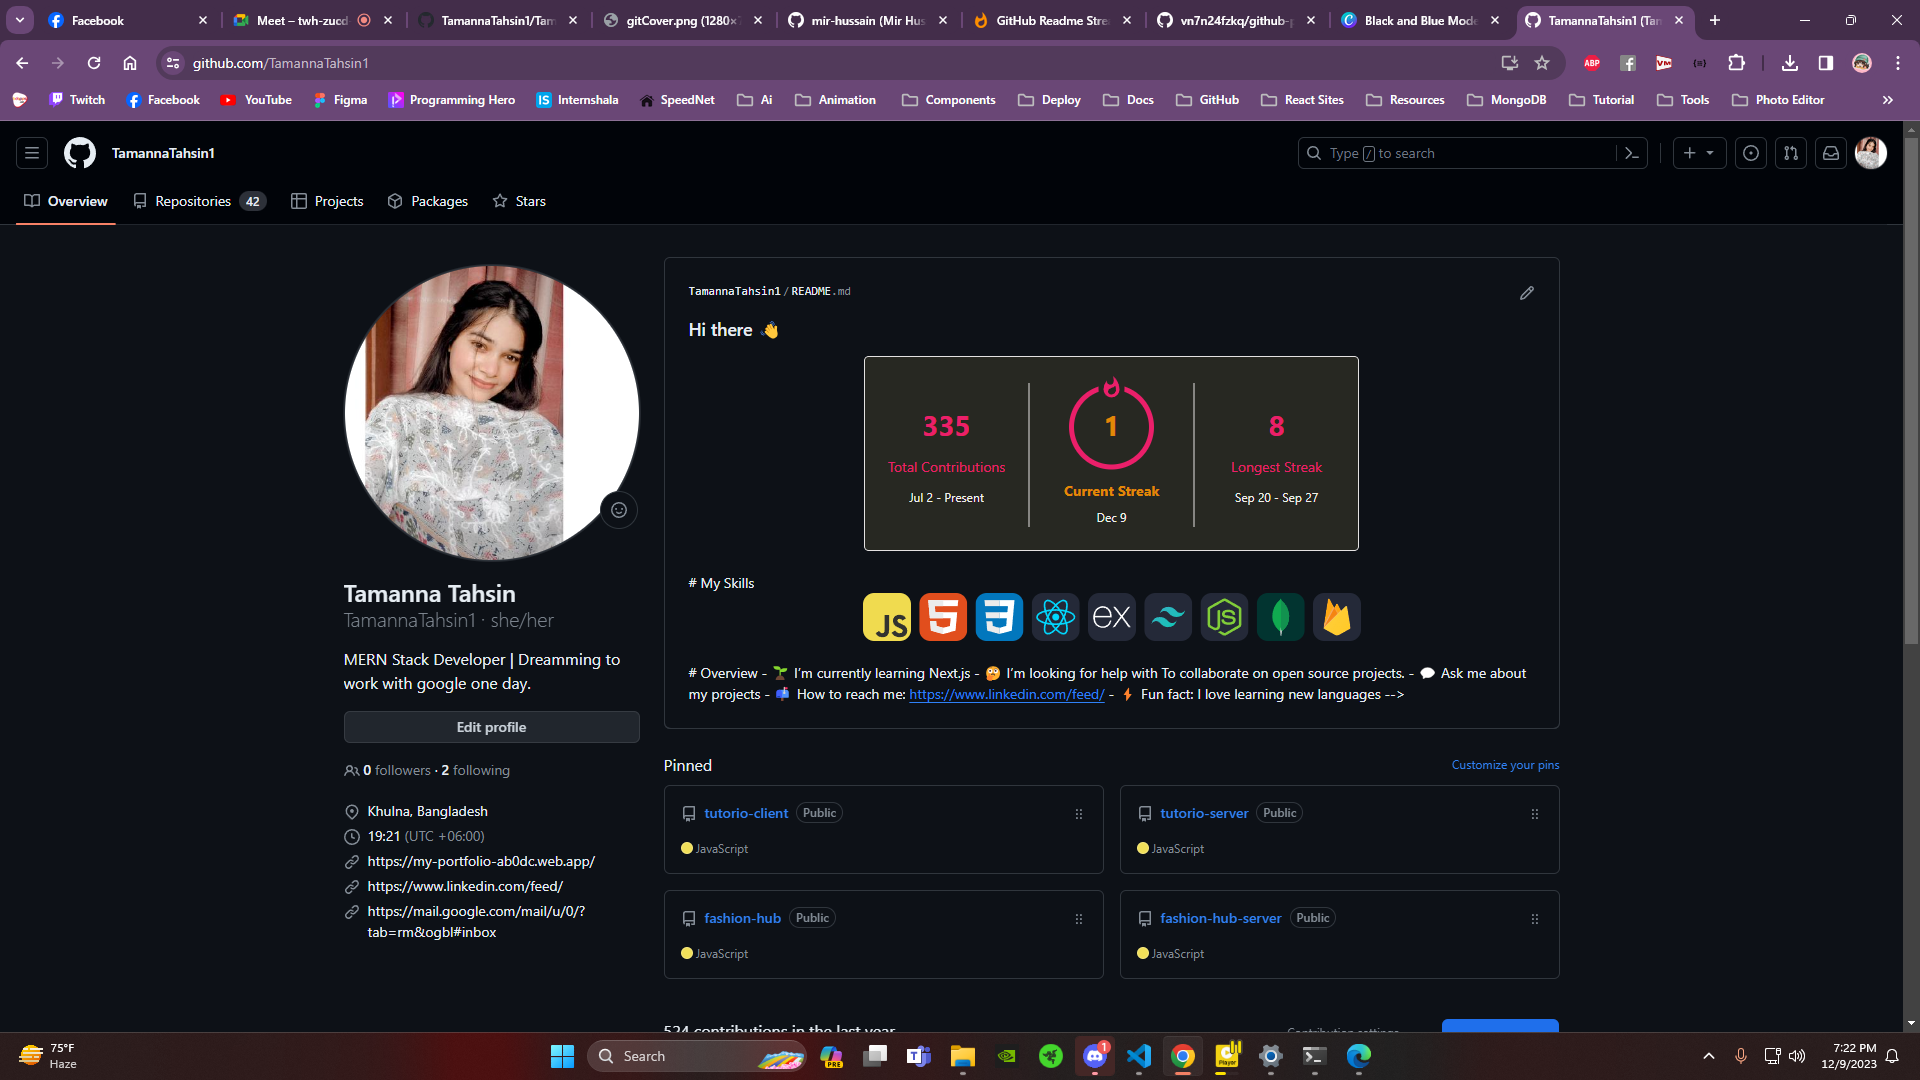 Facebook
Meet – twh-zucd
TamannaTahsin1/Tam
gitCover.png (1280×
mir-hussain (Mir Hus
GitHub Readme Stre
vn7n24fzkq/github-p
Black and Blue Mode
TamannaTahsin1 (Tan
github.com/TamannaTahsin1
ABP
Twitch
Facebook
YouTube
Figma
Programming Hero
IS Internshala
SpeedNet
Ai
Animation
Components
Deploy
Docs
GitHub
React Sites
Resources
MongoDB
Tutorial
Tools
Photo Editor
TamannaTahsin1
Type / to search
Overview
Repositories 42
Projects
Packages
Stars
TamannaTahsin1/README.md
Hi there 👋
335
Total Contributions
Jul 2 - Present
1
Current Streak
Dec 9
8
Longest Streak
Sep 20 - Sep 27
# My Skills
JS
EX
JS
# Overview - 🌱 I’m currently learning Next.js - 🤔 I’m looking for help with To collaborate on open source projects. - 💬 Ask me about
my projects - 📫 How to reach me: https://www.linkedin.com/feed/ - ⚡ Fun fact: I love learning new languages -->
Tamanna Tahsin
TamannaTahsin1 · she/her
MERN Stack Developer | Dreamming to
work with google one day.
Edit profile
0 followers · 2 following
Khulna, Bangladesh
19:21 (UTC +06:00)
https://my-portfolio-ab0dc.web.app/
https://www.linkedin.com/feed/
https://mail.google.com/mail/u/0/?
tab=rm&ogbl#inbox
Pinned
Customize your pins
tutorio-client Public
JavaScript
tutorio-server Public
JavaScript
fashion-hub Public
JavaScript
fashion-hub-server Public
JavaScript
524 contributions in the last year
Contribution settings
75°F
Haze
Search
PRE
1
Player
7:22 PM
12/9/2023